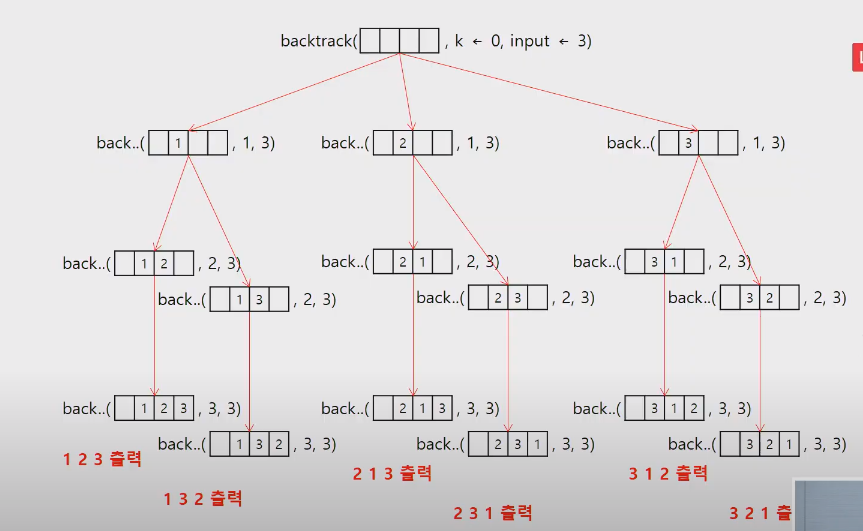 backtrack( , k ← 0, input ← 3)
back..( 1 , 1, 3)
back..( 2 , 1, 3)
back..( 3 , 1, 3)
back..( 1 2 , 2, 3)
back..( 1 3 , 2, 3)
back..( 2 1 , 2, 3)
back..( 2 3 , 2, 3)
back..( 3 1 , 2, 3)
back..( 3 2 , 2, 3)
back..( 1 2 3 , 3, 3)
back..( 1 3 2 , 3, 3)
back..( 2 1 3 , 3, 3)
back..( 2 3 1 , 3, 3)
back..( 3 1 2 , 3, 3)
back..( 3 2 1 , 3, 3)
1 2 3 출력
1 3 2 출력
2 1 3 출력
2 3 1 출력
3 1 2 출력
3 2 1 출